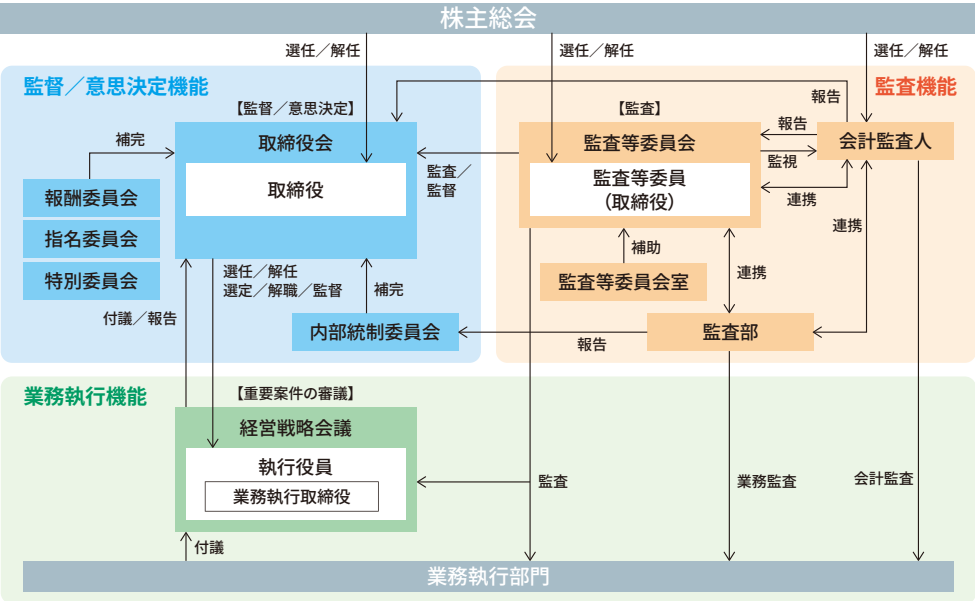 株主総会
選任／解任
選任／解任
選任／解任
監督／意思決定機能
監査機能
報告
【監督／意思決定】
【監査】
取締役会
取締役
監査等委員会
監査等委員
（取締役）
報告
会計監査人
監視
連携
補完
監査／
監督
報酬委員会
指名委員会
特別委員会
連携
補助
連携
監査等委員会室
選任／解任
選定／解職／監督
補完
付議／報告
内部統制委員会
報告
監査部
業務執行機能
【重要案件の審議】
経営戦略会議
執行役員
業務執行取締役
監査
業務監査
会計監査
付議
業務執行部門